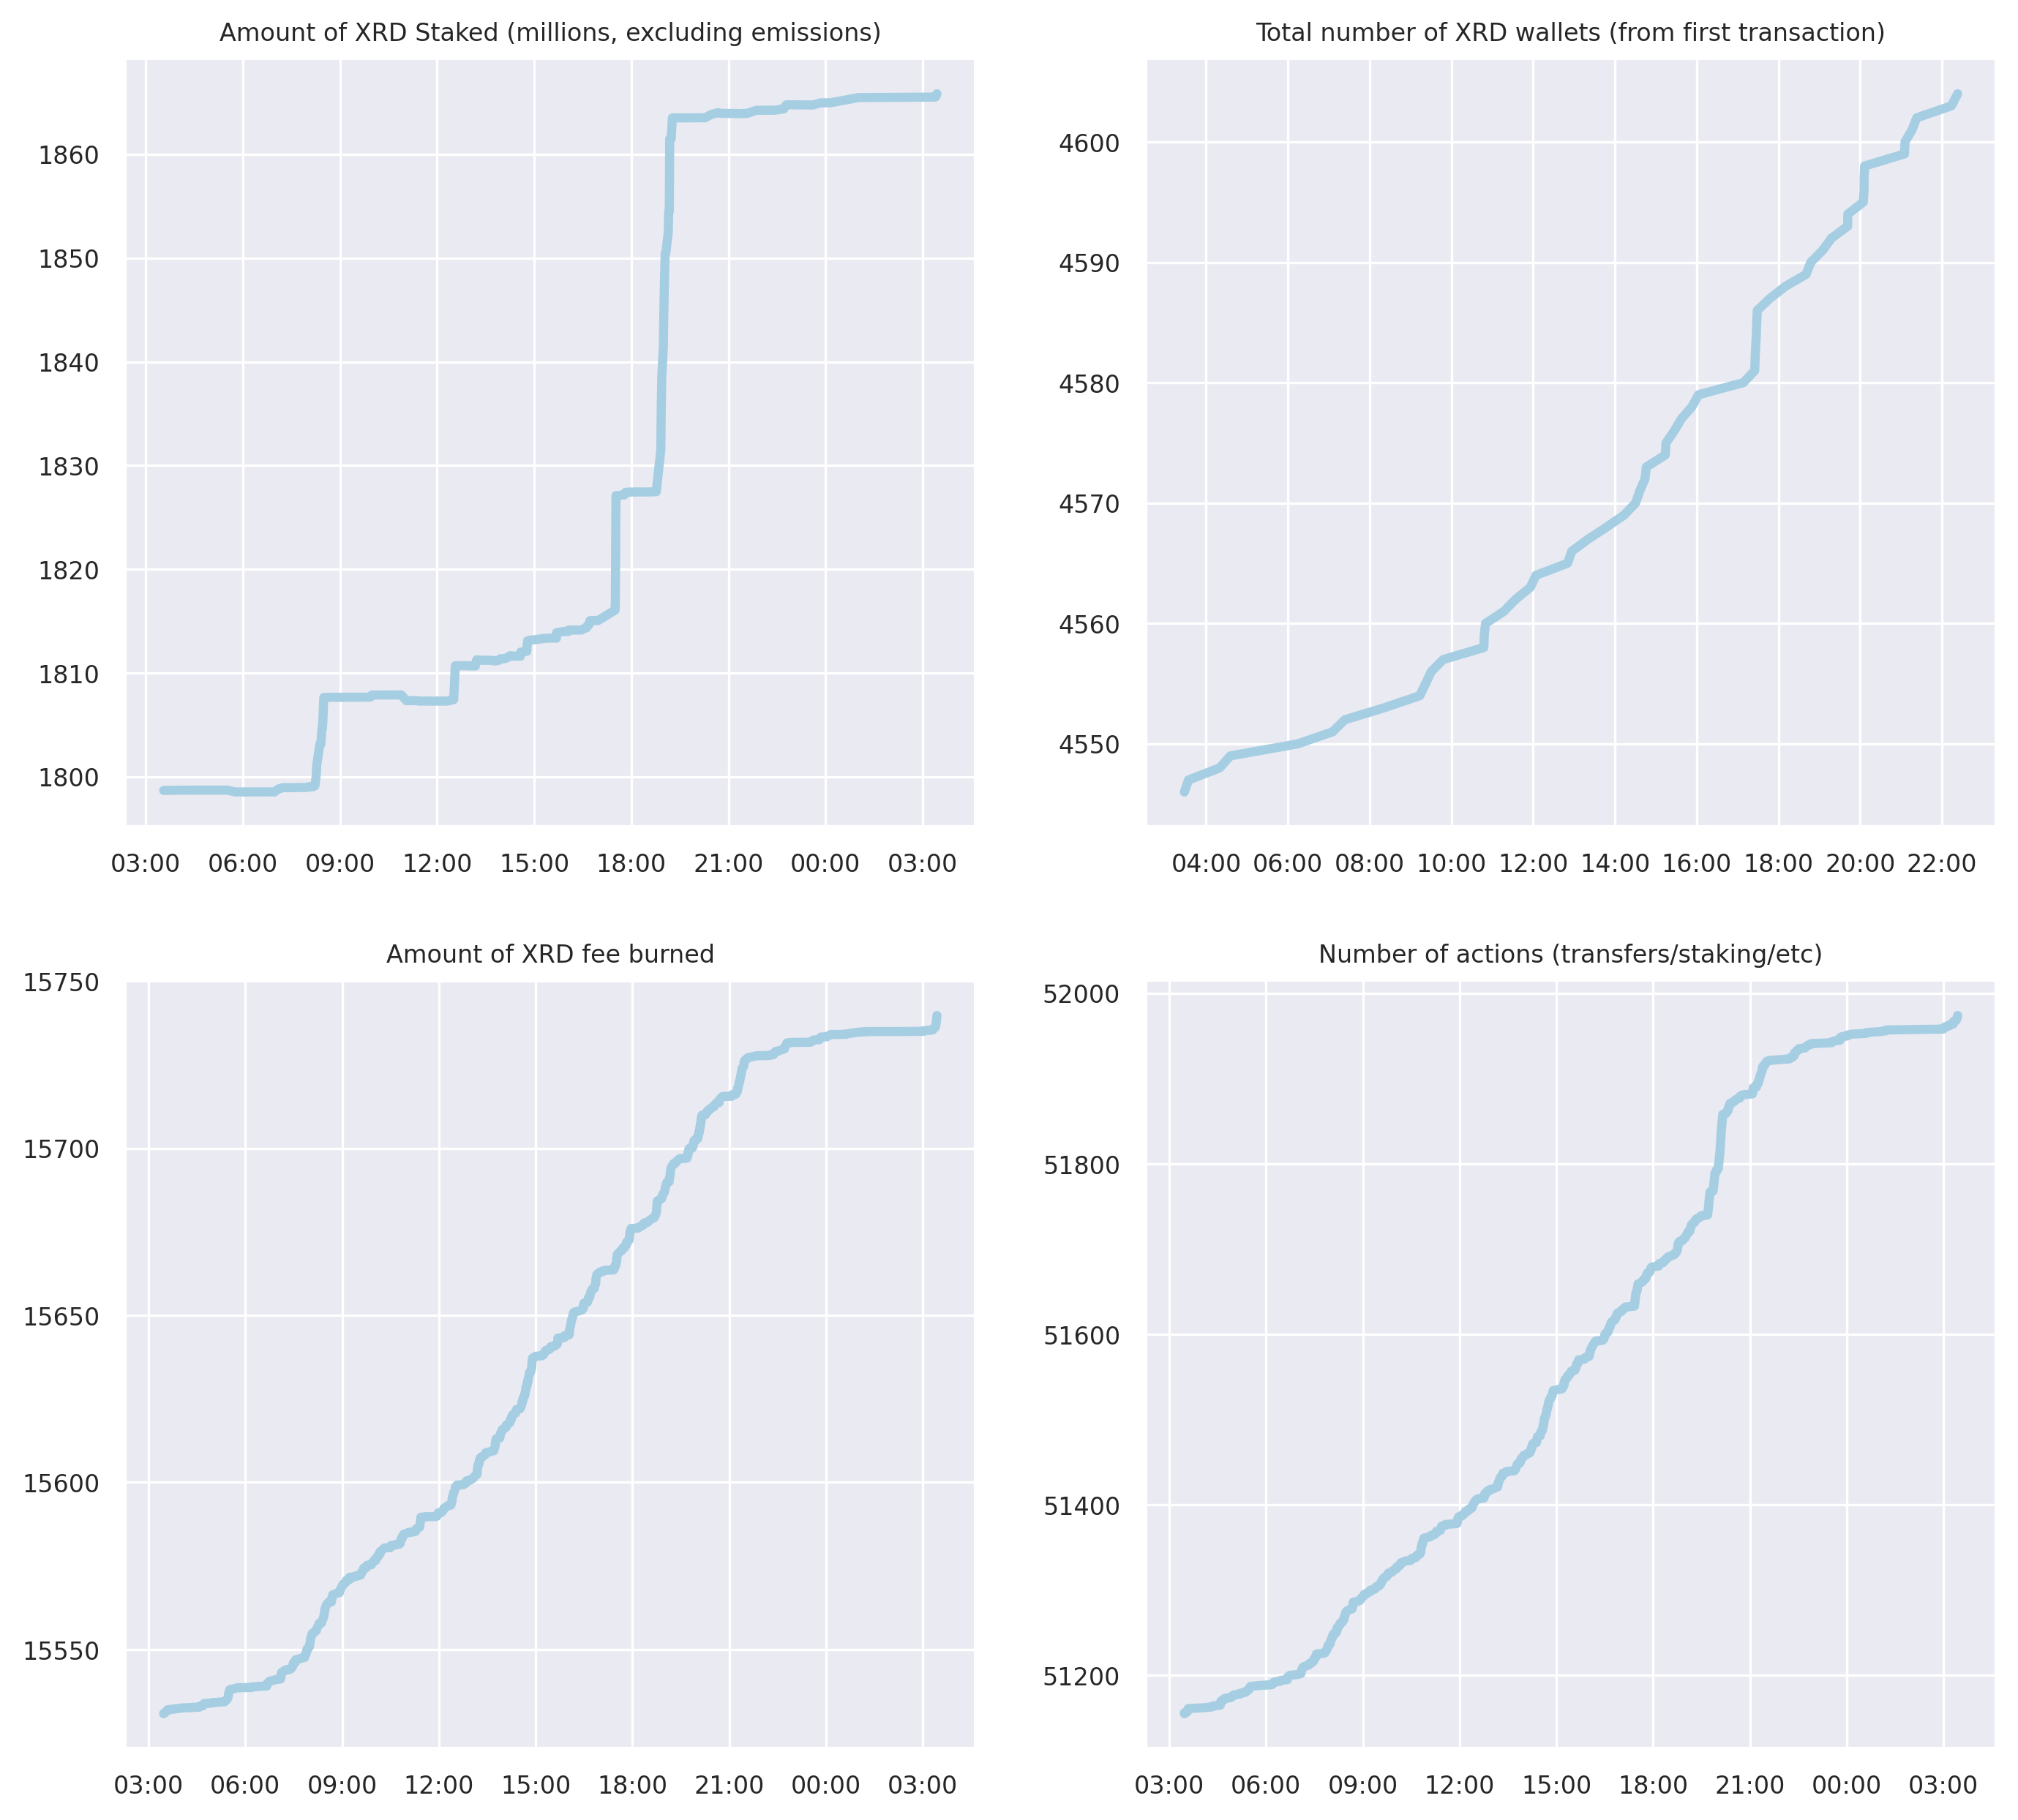 Amount of XRD Staked (millions, excluding emissions)
1860
1850
1840
1830
1820
1810
1800
03:00 06:00 09:00 12:00 15:00 18:00 21:00 00:00 03:00
Total number of XRD wallets (from first transaction)
4600
4590
4580
4570
4560
4550
04:00 06:00 08:00 10:00 12:00 14:00 16:00 18:00 20:00 22:00
Amount of XRD fee burned
15750
15700
15650
15600
15550
03:00 06:00 09:00 12:00 15:00 18:00 21:00 00:00 03:00
Number of actions (transfers/staking/etc)
52000
51800
51600
51400
51200
03:00 06:00 09:00 12:00 15:00 18:00 21:00 00:00 03:00